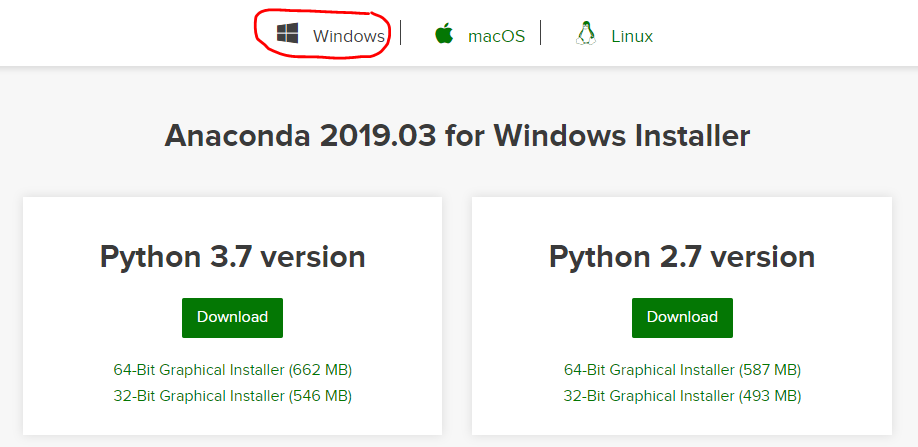 Windows macOS Linux
Anaconda 2019.03 for Windows Installer
Python 3.7 version
Download
64-Bit Graphical Installer (662 MB)
32-Bit Graphical Installer (546 MB)
Python 2.7 version
Download
64-Bit Graphical Installer (587 MB)
32-Bit Graphical Installer (493 MB)